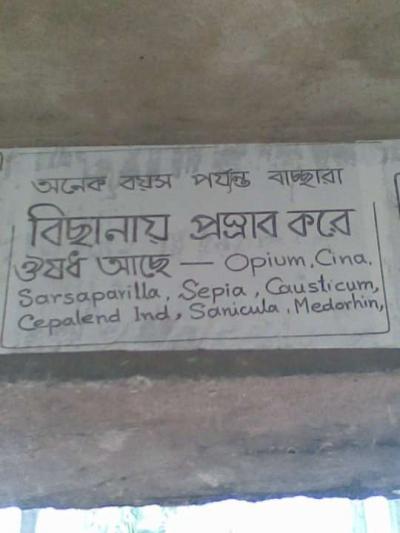 অনেক বয়স পর্যন্ত বাচ্ছারা
বিছানায় প্রস্রাব করে
ঔষধ আছে — Opium, Cina,
Sarsaparilla, Sepia, Causticum,
Cepalend Ind, Sanicula, Medorhin,